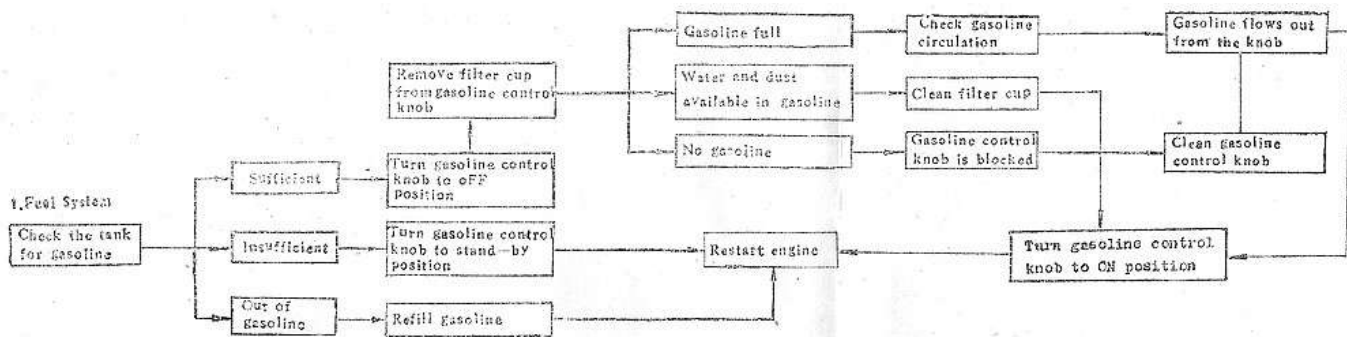 1.Fuel System
Check the tank
for gasoline
Sufficient
Insufficient
Out of
gasoline
Turn gasoline control
knob to oFF
position
Turn gasoline control
knob to stand-by
position
Refill gasoline
Remove filter cup
from gasoline control
knob
Gasoline full
Water and dust
available in gasoline
No gasoline
Check gasoline
circulation
Clean filter cup
Gasoline control
knob is blocked
Gasoline flows out
from the knob
Clean gasoline
control knob
Turn gasoline control
knob to ON position
Restart engine